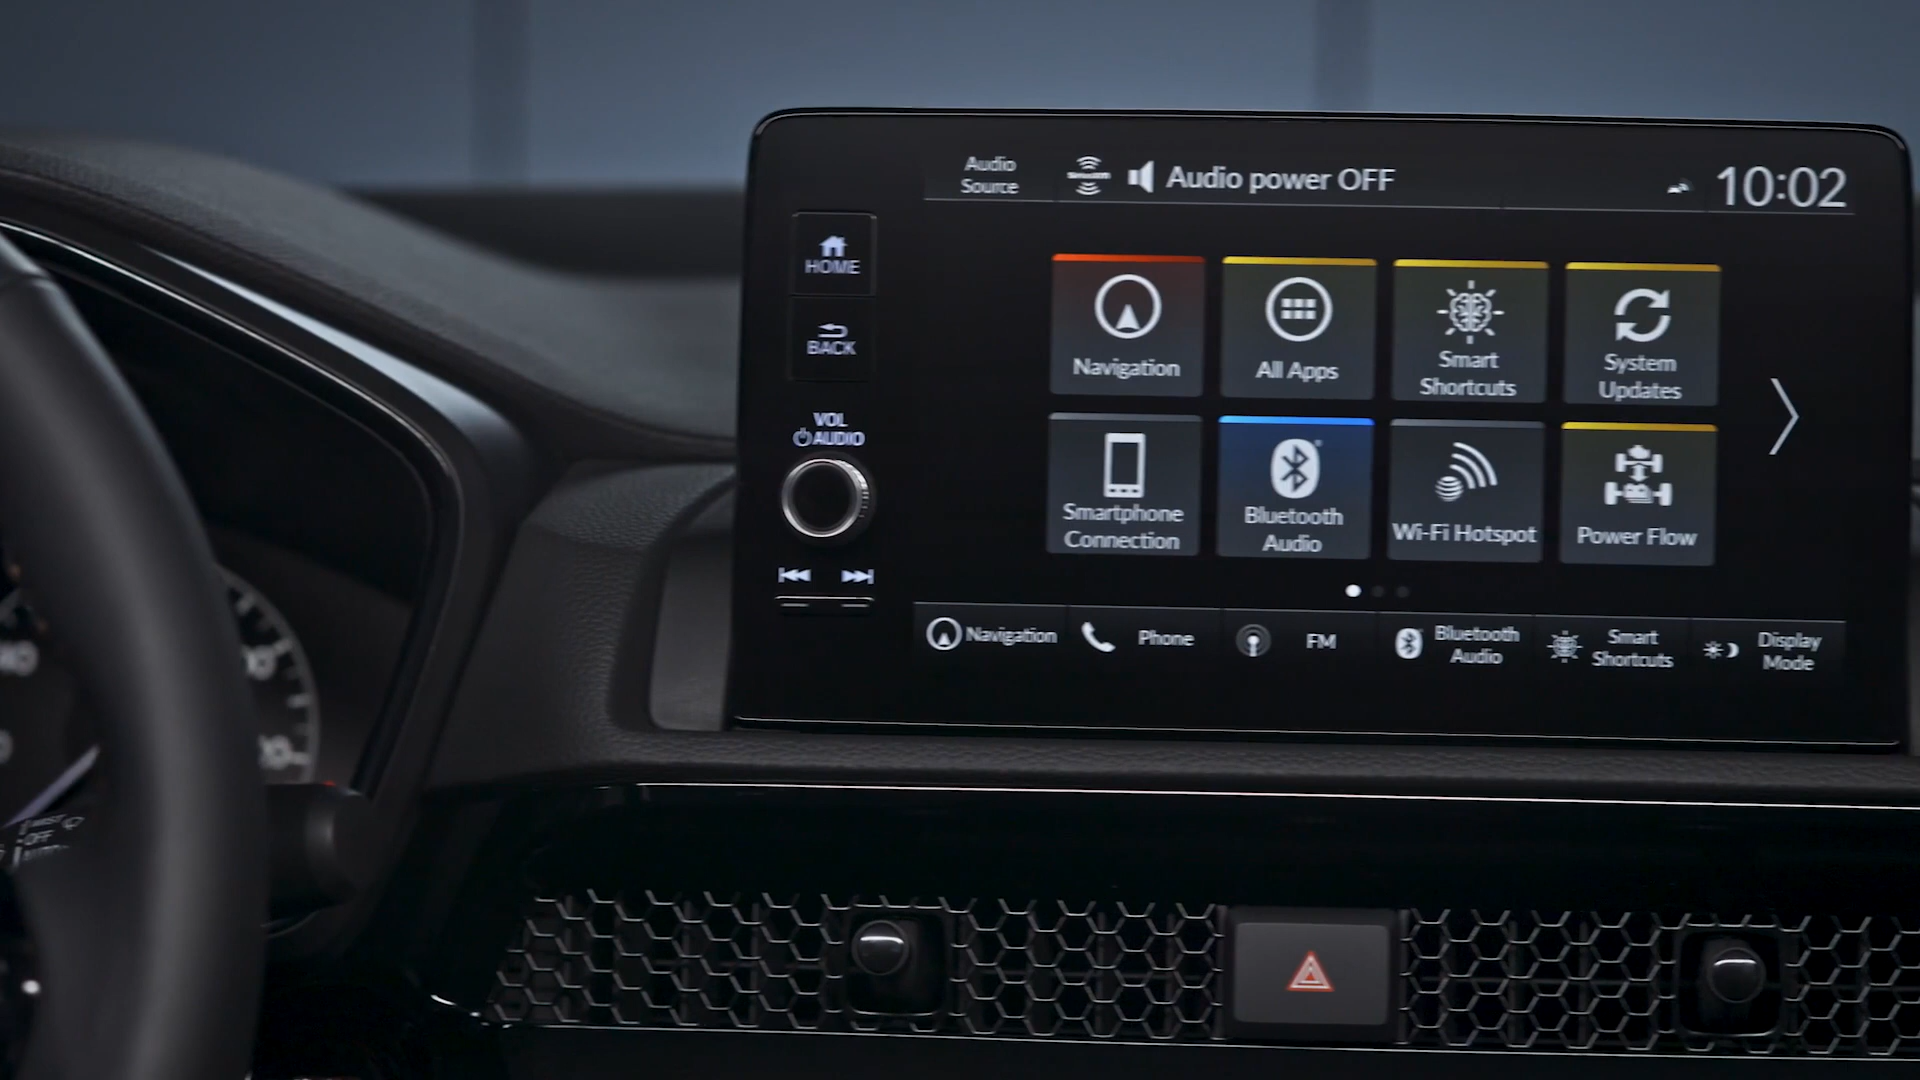 Audio
Source
Audio power OFF
10:02
HOME
BACK
VOL
AUDIO
Navigation
All Apps
Smart
Shortcuts
System
Updates
Smartphone
Connection
Bluetooth
Audio
Wi-Fi Hotspot
Power Flow
Navigation
Phone
FM
Bluetooth
Audio
Smart
Shortcuts
Display
Mode
OFF